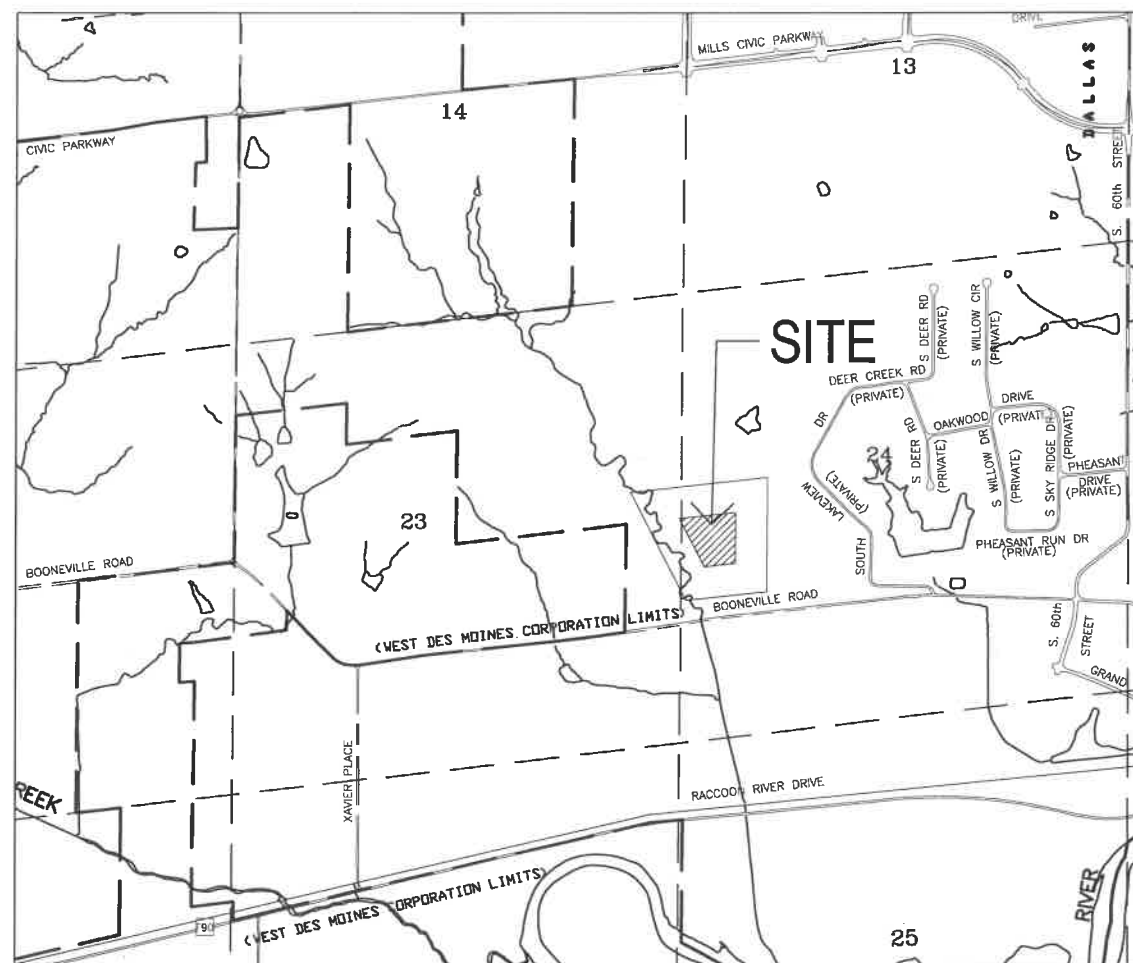 DRIVE
MILLS CIVIC PARKWAY
13
DALLAS
14
CIVIC PARKWAY
S. 60th STREET
SITE
S DEER RD
(PRIVATE)
S WILLOW CIR
(PRIVATE)
DEER CREEK RD
(PRIVATE)
DRIVE
(PRIVATE)
OAKWOOD
S DEER RD
(PRIVATE)
S WILLOW DR
(PRIVATE)
S SKY RIDGE DR
(PRIVATE)
PHEASANT
DRIVE
(PRIVATE)
24
SOUTH
LAKEVIEW
DR
(PRIVATE)
23
PHEASANT RUN DR
(PRIVATE)
BOONEVILLE ROAD
BOONEVILLE ROAD
(WEST DES MOINES CORPORATION LIMITS)
S. 60th
STREET
GRAND
XAVIER PLACE
RACCOON RIVER DRIVE
REEK
(WEST DES MOINES CORPORATION LIMITS)
RIVER
25